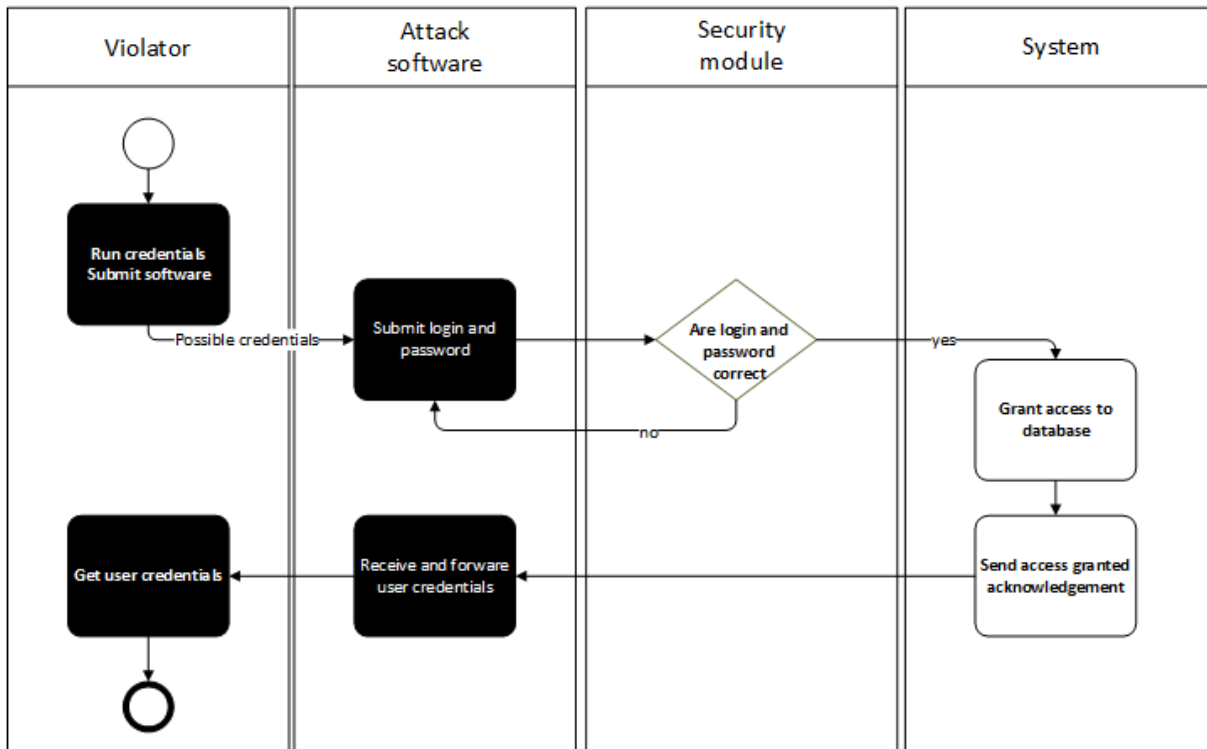 Violator
Attack
software
Security
module
System
Run credentials
Submit software
Possible credentials
Submit login and
password
Are login and
password
correct
yes
no
Grant access to
database
Get user credentials
Receive and forware
user credentials
Send access granted
acknowledgement